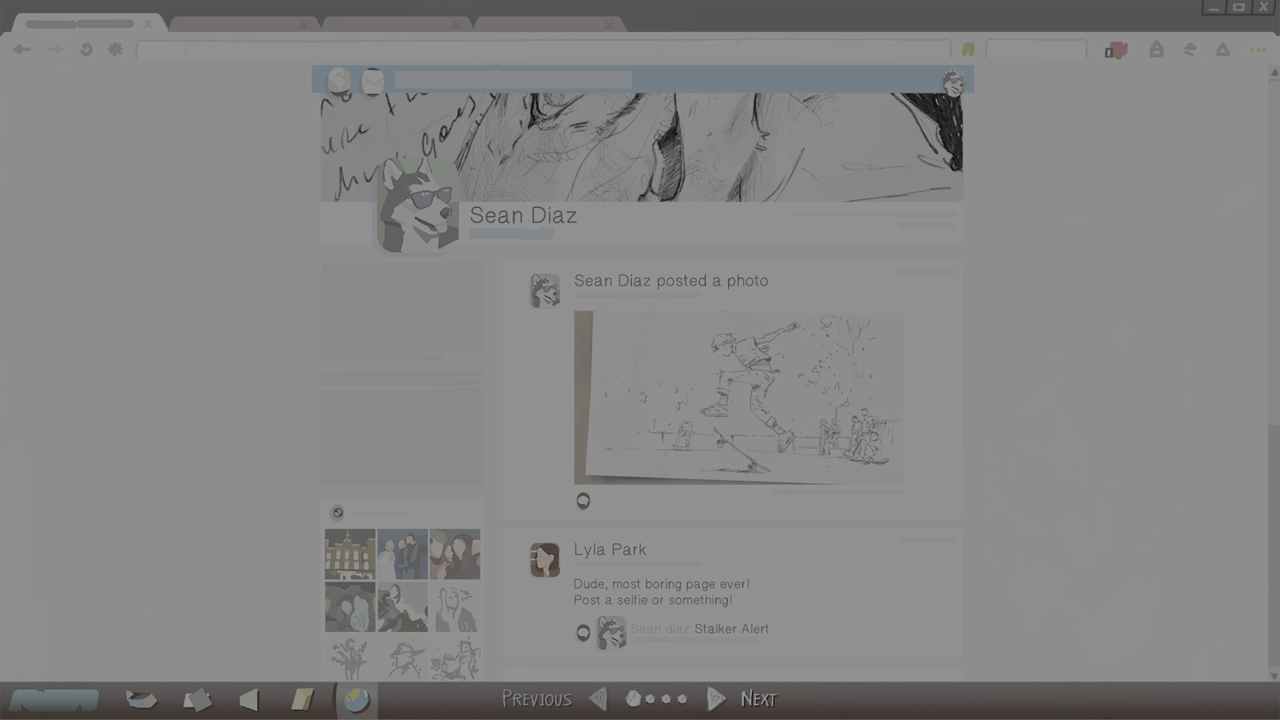 Sean Diaz
Sean Diaz posted a photo
Lyla Park
Dude, most boring page ever!
Post a selfie or something!
Sean diaz Stalker Alert
Previous
Next